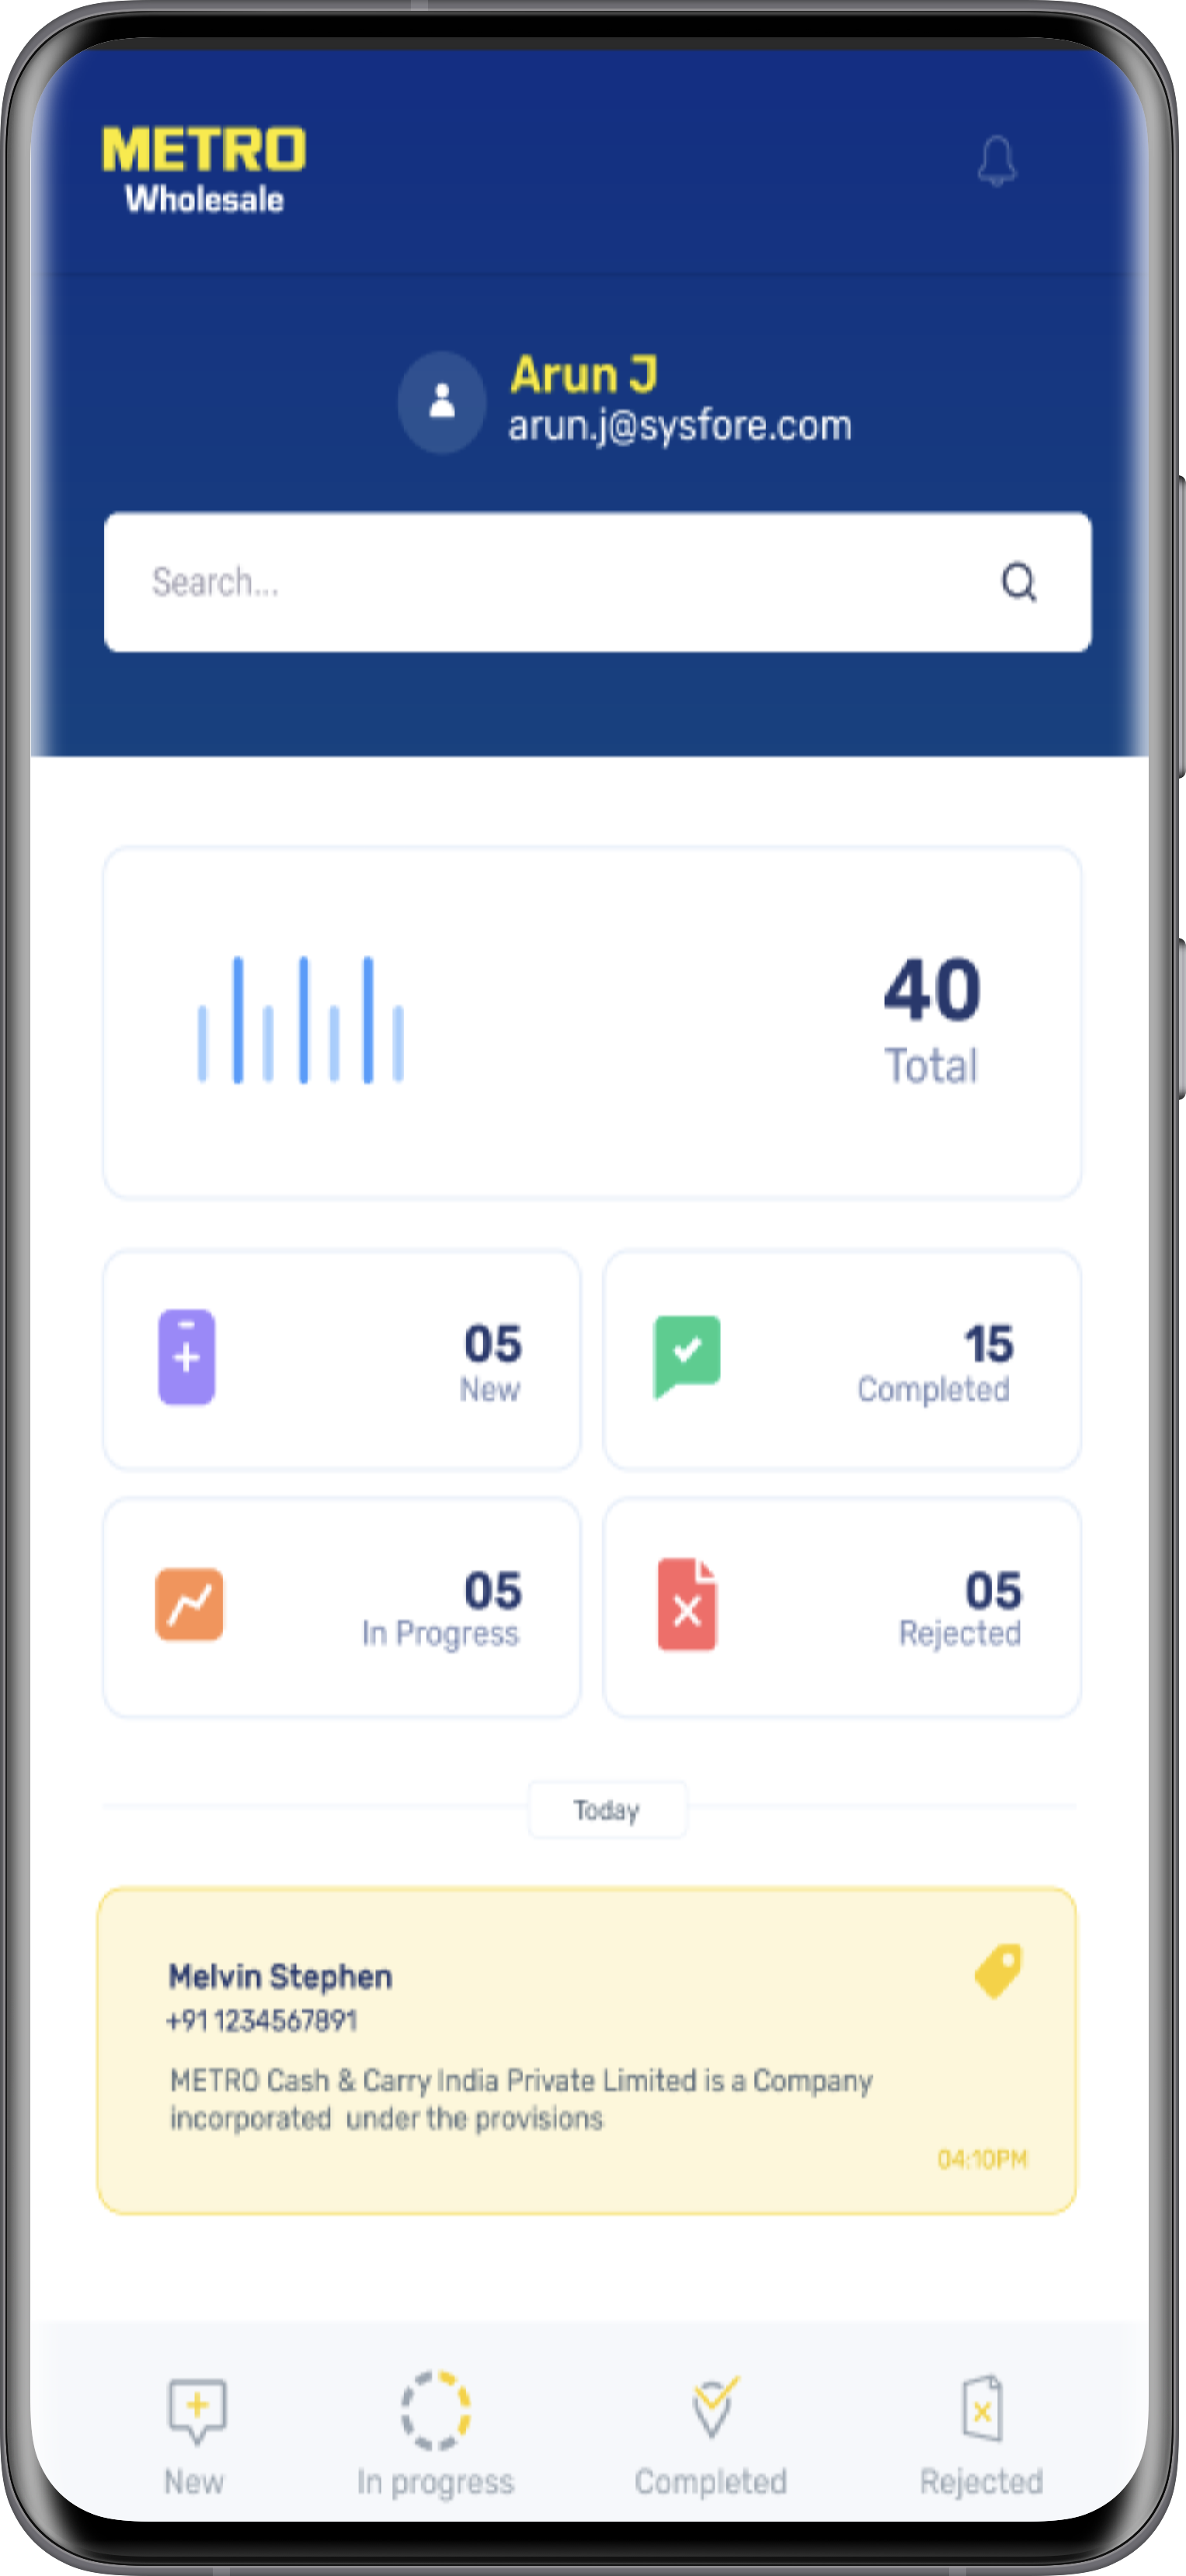 METRO
Wholesale
Arun J
arun.j@sysfore.com
Search...
40
Total
05
New
15
Completed
05
In Progress
05
Rejected
Today
Melvin Stephen
+91 1234567891
METRO Cash & Carry India Private Limited is a Company
incorporated under the provisions
04:10PM
New
In progress
Completed
Rejected